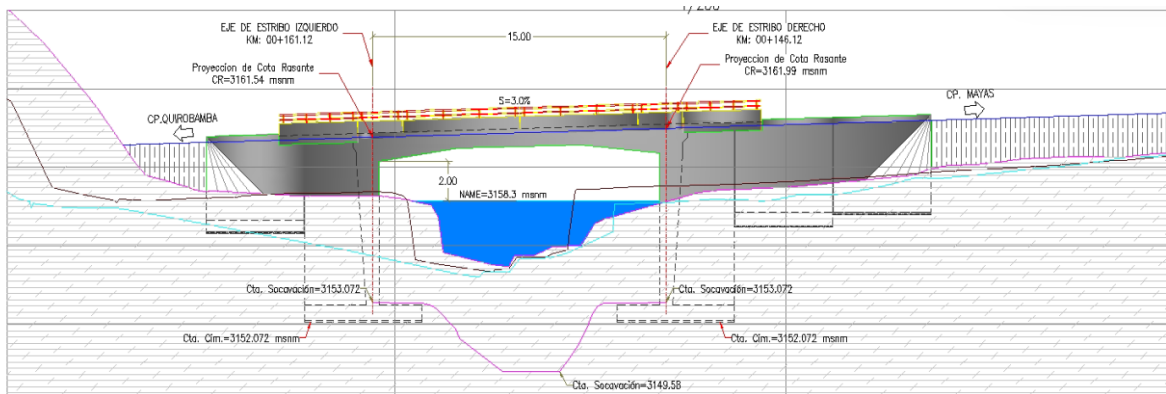 1/200
EJE DE ESTRIBO IZQUIERDO
KM: 00+161.12
15.00
EJE DE ESTRIBO DERECHO
KM: 00+146.12
Proyeccion de Cota Rasante
CR=3161.54 msnm
Proyeccion de Cota Rasante
CR=3161.99 msnm
S=3.0%
CP.QUIROBAMBA
CP. MAYAS
2.00
NAME=3158.3 msnm
Cta. Socavación=3153.072
Cta. Socavación=3153.072
Cta. Cim.=3152.072 msnm
Cta. Cim.=3152.072 msnm
Cta. Socavación=3149.58